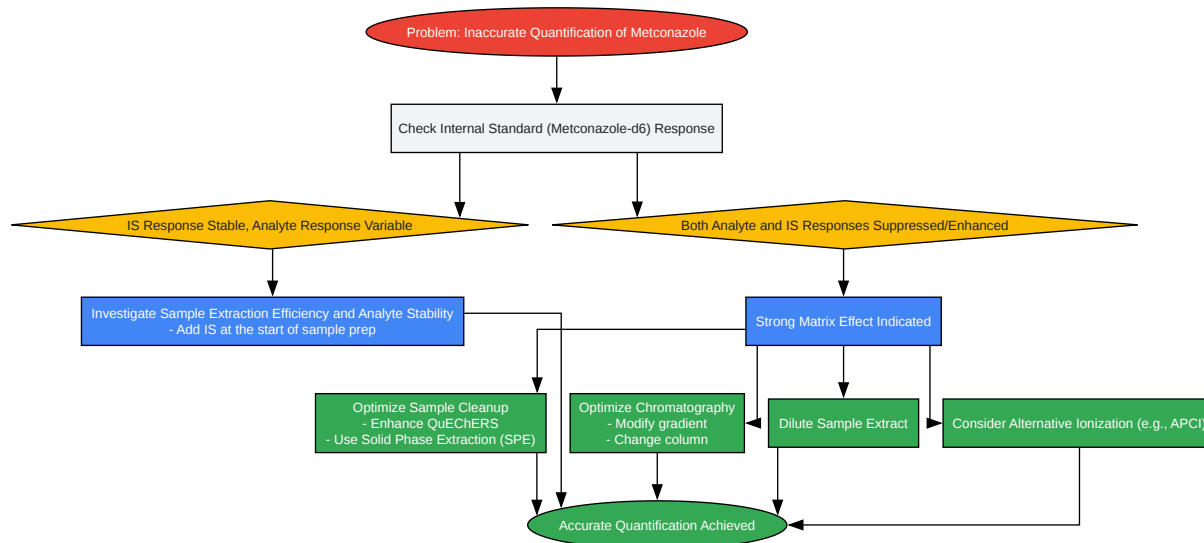 Problem: Inaccurate Quantification of Metconazole
Check Internal Standard (Metconazole-d6) Response
IS Response Stable, Analyte Response Variable
Both Analyte and IS Responses Suppressed/Enhanced
Investigate Sample Extraction Efficiency and Analyte Stability
- Add IS at the start of sample prep
Strong Matrix Effect Indicated
Optimize Sample Cleanup
- Enhance QuEChERS
- Use Solid Phase Extraction (SPE)
Optimize Chromatography
- Modify gradient
- Change column
Dilute Sample Extract
Consider Alternative Ionization (e.g., APCI)
Accurate Quantification Achieved